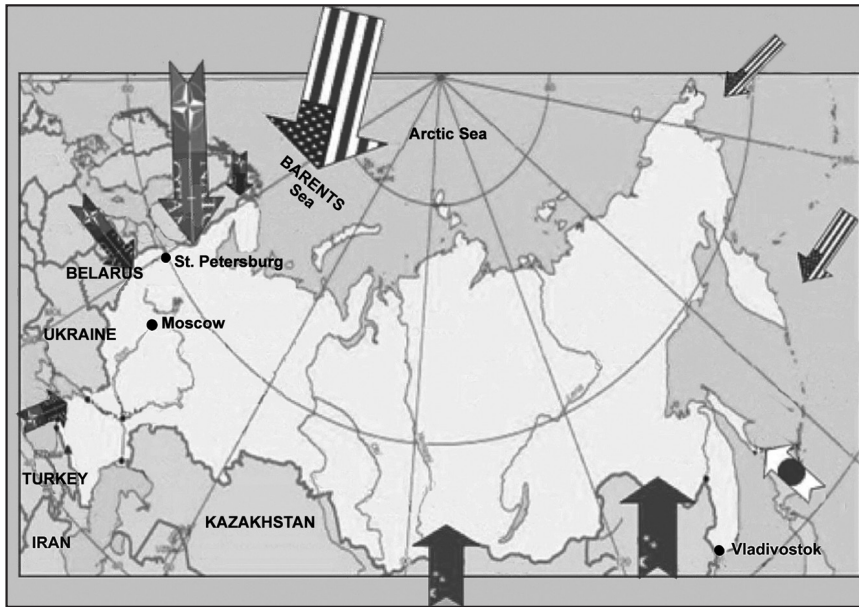 Arctic Sea
BARENTS
Sea
St. Petersburg
BELARUS
Moscow
UKRAINE
TURKEY
KAZAKHSTAN
IRAN
Vladivostok